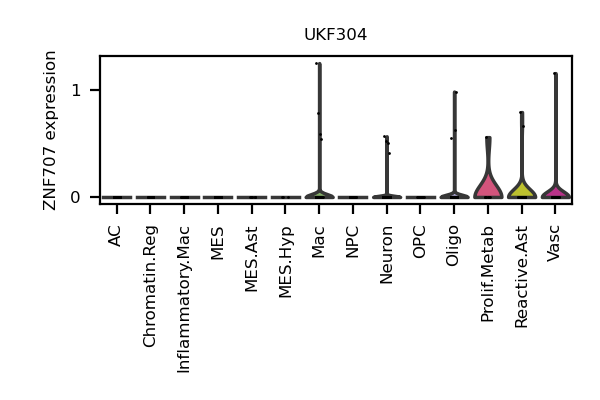 UKF304
ZNF707 expression
1
0
AC
Chromatin.Reg
Inflammatory.Mac
MES
MES.Ast
MES.Hyp
Mac
NPC
Neuron
OPC
Oligo
Prolif.Metab
Reactive.Ast
Vasc